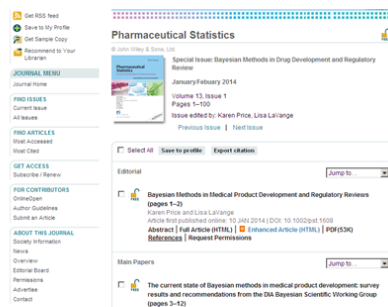 Get RSS feed
Save to My Profile
Get Sample Copy
Recommend to Your
Librarian
JOURNAL MENU
Journal Home
FIND ISSUES
Current Issue
All Issues
FIND ARTICLES
Most Accessed
Most Cited
GET ACCESS
Subscribe / Renew
FOR CONTRIBUTORS
OnlineOpen
Author Guidelines
Submit an Article
ABOUT THIS JOURNAL
Society Information
News
Overview
Editorial Board
Permissions
Advertise
Contact
Pharmaceutical Statistics
© John Wiley & Sons, Ltd.
Pharmaceutical
Statistics
Special Issue: Bayesian Methods in Drug Development and Regulatory
Review
January/February 2014
Volume 13, Issue 1
Pages 1–100
Issue edited by: Karen Price, Lisa LaVange
Previous Issue | Next Issue
Select All Save to profile Export citation
Editorial Jump to...
Bayesian Methods in Medical Product Development and Regulatory Reviews
(pages 1–2)
Karen Price and Lisa LaVange
Article first published online: 10 JAN 2014 | DOI: 10.1002/pst.1608
Abstract | Full Article (HTML) | Enhanced Article (HTML) | PDF(53K)
References | Request Permissions
Main Papers Jump to...
The current state of Bayesian methods in medical product development: survey
results and recommendations from the DIA Bayesian Scientific Working Group
(pages 3–12)